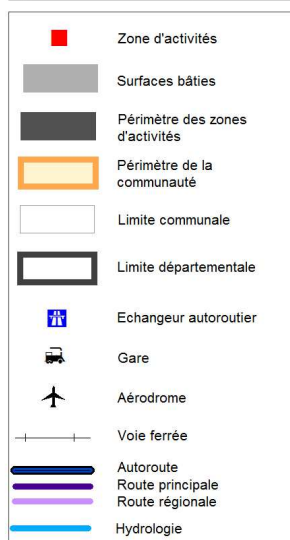 Zone d'activités
Surfaces bâties
Périmètre des zones
d'activités
Périmètre de la
communauté
Limite communale
Limite départementale
Echangeur autoroutier
Gare
Aérodrome
Voie ferrée
Autoroute
Route principale
Route régionale
Hydrologie